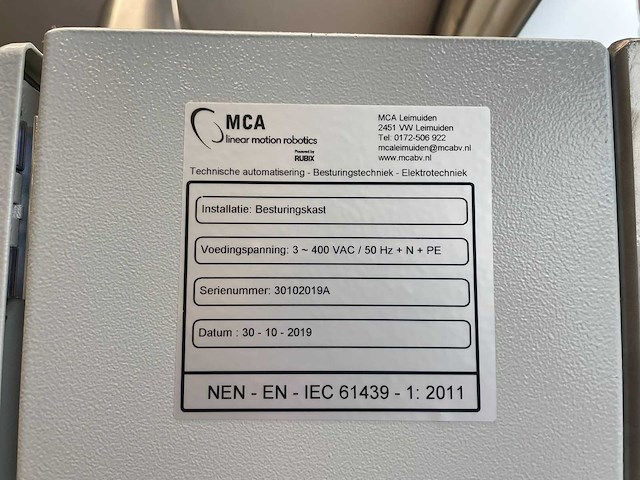 MCA
linear motion robotics
Powered by
RUBIX
MCA Leimuiden
2451 VW Leimuiden
Tel: 0172-506 922
mcaleimuiden@mcabv.nl
www.mcabv.nl
Technische automatisering - Besturingstechniek - Elektrotechniek
Installatie: Besturingskast
Voedingspanning: 3 ~ 400 VAC / 50 Hz + N + PE
Serienummer: 30102019A
Datum : 30 - 10 - 2019
NEN - EN - IEC 61439 - 1: 2011